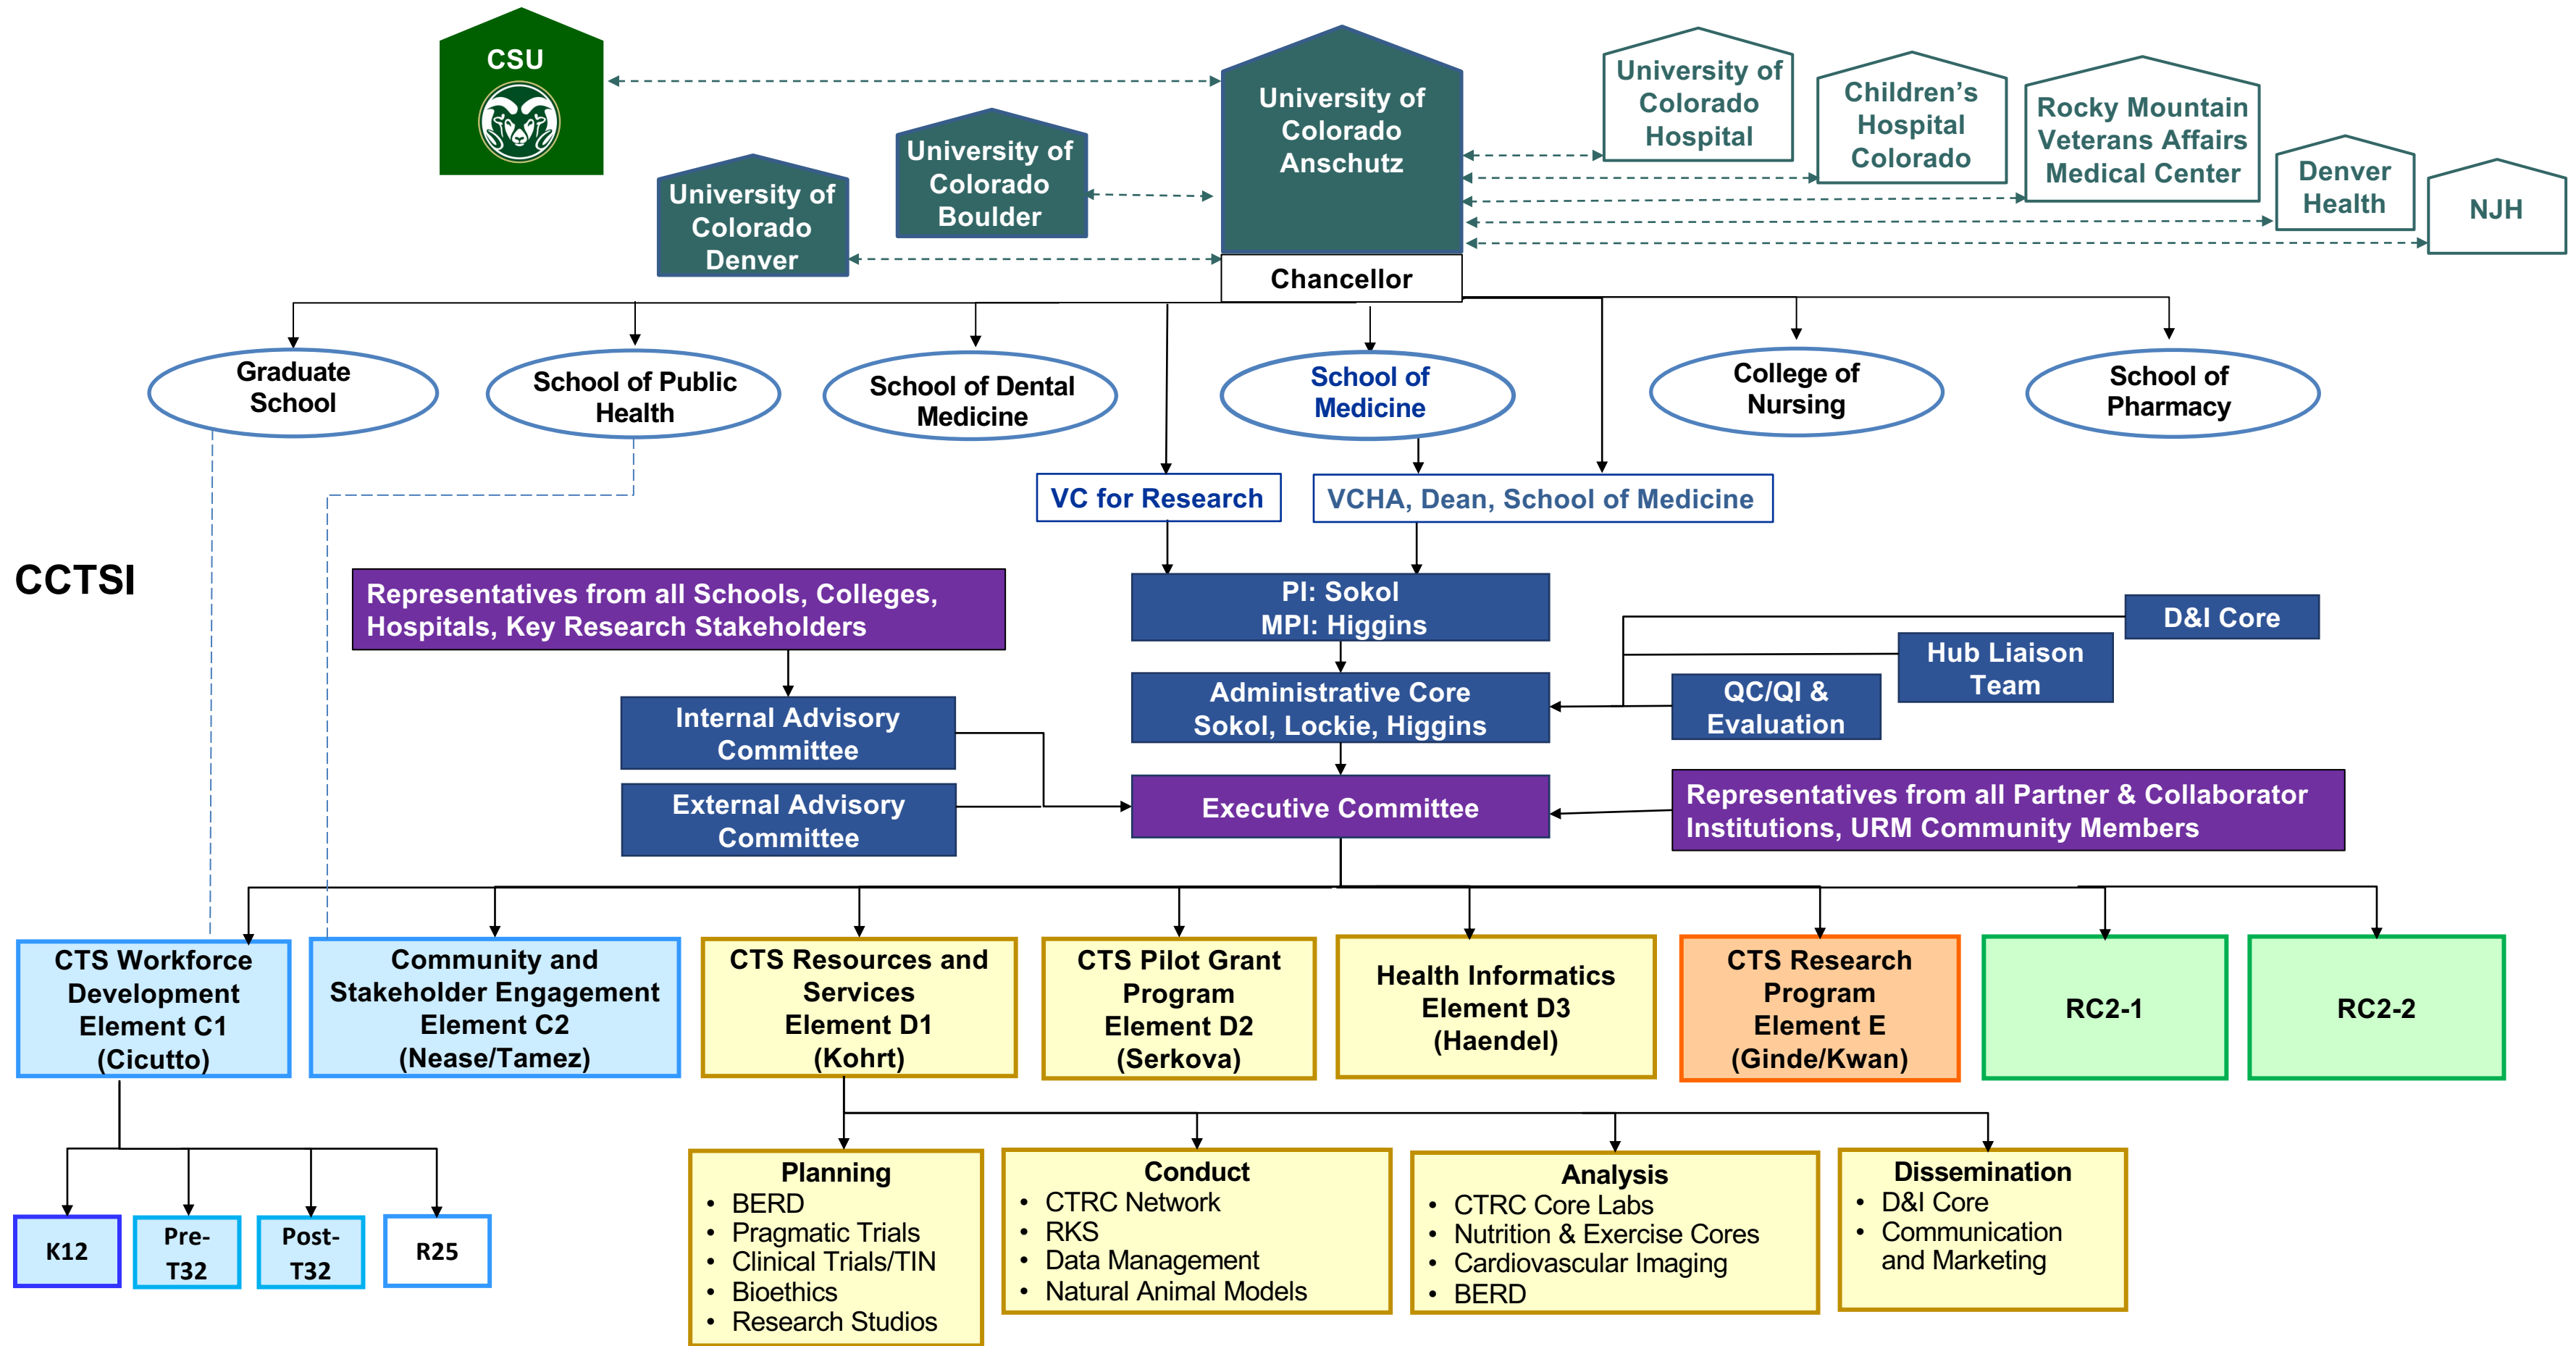 CSU
University of
Colorado
Denver
University of
Colorado
Boulder
University of
Colorado
Anschutz
Chancellor
University of
Colorado
Hospital
Children’s
Hospital
Colorado
Rocky Mountain
Veterans Affairs
Medical Center
Denver
Health
NJH
Graduate
School
School of Public
Health
School of Dental
Medicine
School of
Medicine
College of
Nursing
School of
Pharmacy
VC for Research
VCHA, Dean, School of Medicine
CCTSI
Representatives from all Schools, Colleges,
Hospitals, Key Research Stakeholders
PI: Sokol
MPI: Higgins
D&I Core
Hub Liaison
Team
QC/QI &
Evaluation
Administrative Core
Sokol, Lockie, Higgins
Internal Advisory
Committee
External Advisory
Committee
Executive Committee
Representatives from all Partner & Collaborator
Institutions, URM Community Members
CTS Workforce
Development
Element C1
(Cicutto)
Community and
Stakeholder Engagement
Element C2
(Nease/Tamez)
CTS Resources and
Services
Element D1
(Kohrt)
CTS Pilot Grant
Program
Element D2
(Serkova)
Health Informatics
Element D3
(Haendel)
CTS Research
Program
Element E
(Ginde/Kwan)
RC2-1
RC2-2
K12
Pre-
T32
Post-
T32
R25
Planning
• BERD
• Pragmatic Trials
• Clinical Trials/TIN
• Bioethics
• Research Studios
Conduct
• CTRC Network
• RKS
• Data Management
• Natural Animal Models
Analysis
• CTRC Core Labs
• Nutrition & Exercise Cores
• Cardiovascular Imaging
• BERD
Dissemination
• D&I Core
• Communication
and Marketing